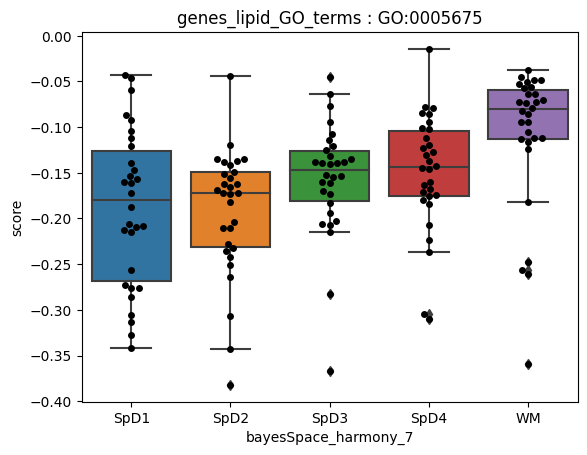 genes_lipid_GO_terms : GO:0005675
0.00
−0.05
−0.10
−0.15
−0.20
−0.25
−0.30
−0.35
−0.40
score
SpD1 SpD2 SpD3 SpD4 WM
bayesSpace_harmony_7